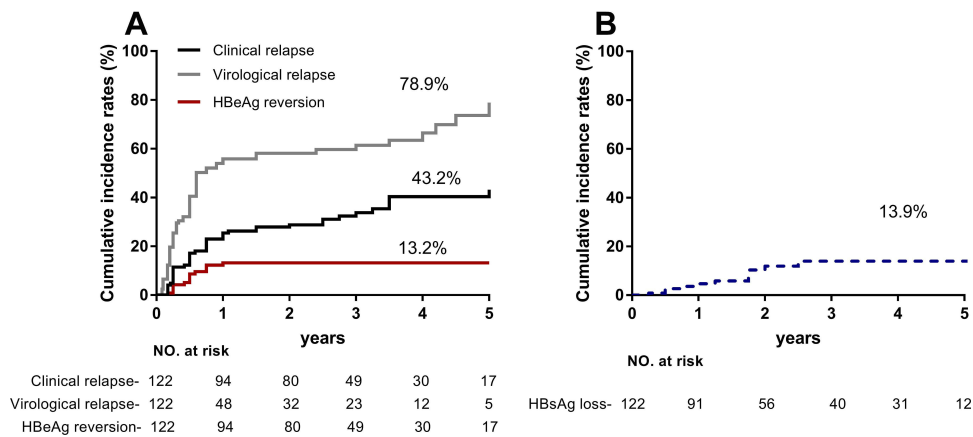 A
Cumulative incidence rates (%)
100
80
60
40
20
0
Clinical relapse
Virological relapse
HBeAg reversion
78.9%
43.2%
13.2%
0 1 2 3 4 5
years
NO. at risk
Clinical relapse- 122 94 80 49 30 17
Virological relapse- 122 48 32 23 12 5
HBeAg reversion- 122 94 80 49 30 17
B
Cumulative incidence rates (%)
100
80
60
40
20
0
13.9%
0 1 2 3 4 5
years
NO. at risk
HBsAg loss- 122 91 56 40 31 12